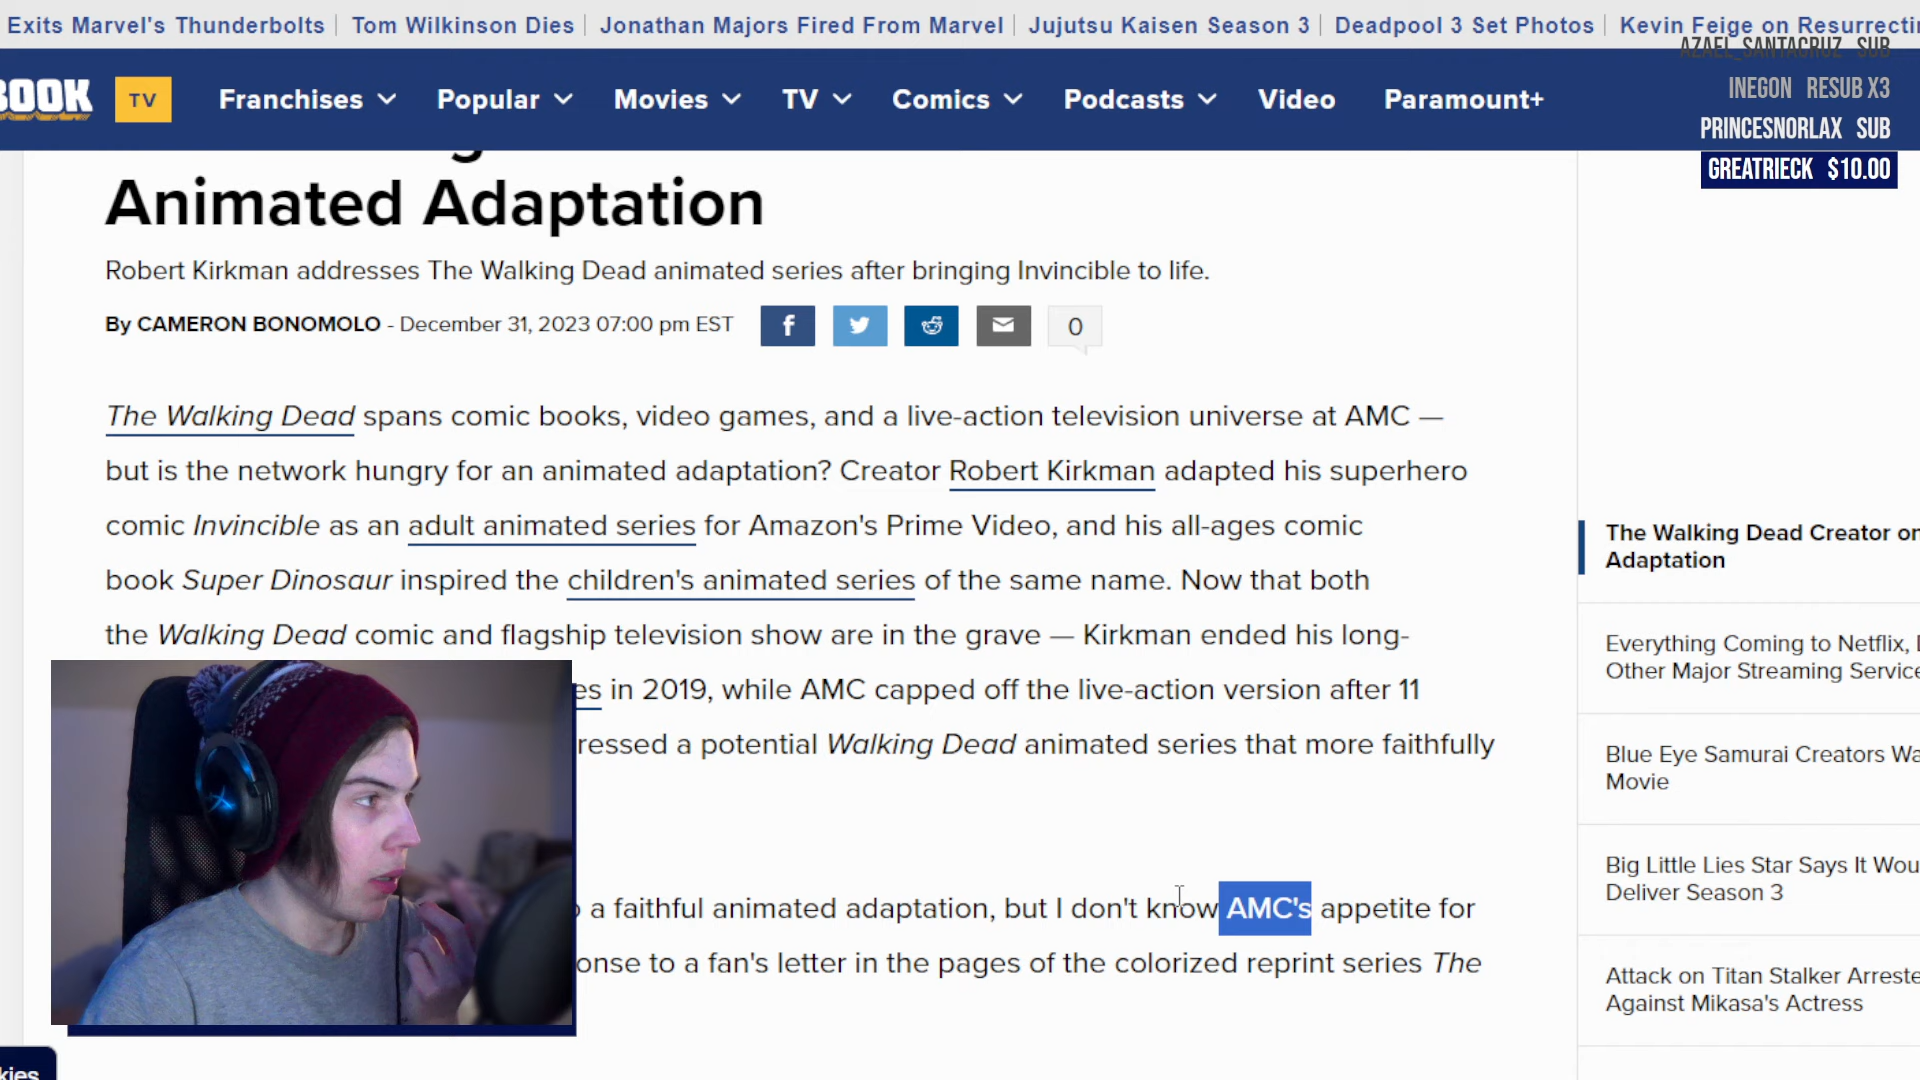 Exits Marvel's Thunderbolts | Tom Wilkinson Dies | Jonathan Majors Fired From Marvel | Jujutsu Kaisen Season 3 | Deadpool 3 Set Photos | Kevin Feige on Resurrecti
AZAEL_SANTACRUZ SUB
BOOK TV Franchises Popular Movies TV Comics Podcasts Video Paramount+
INEGON RESUB X3
PRINCESNORLAX SUB
GREATRIECK $10.00
Animated Adaptation
Robert Kirkman addresses The Walking Dead animated series after bringing Invincible to life.
By CAMERON BONOMOLO - December 31, 2023 07:00 pm EST
f
0
The Walking Dead spans comic books, video games, and a live-action television universe at AMC —
but is the network hungry for an animated adaptation? Creator Robert Kirkman adapted his superhero
comic Invincible as an adult animated series for Amazon's Prime Video, and his all-ages comic
book Super Dinosaur inspired the children's animated series of the same name. Now that both
the Walking Dead comic and flagship television show are in the grave — Kirkman ended his long-
es in 2019, while AMC capped off the live-action version after 11
ressed a potential Walking Dead animated series that more faithfully
a faithful animated adaptation, but I don't know AMC's appetite for
onse to a fan's letter in the pages of the colorized reprint series The
The Walking Dead Creator on
Adaptation
Everything Coming to Netflix,
Other Major Streaming Service
Blue Eye Samurai Creators Wa
Movie
Big Little Lies Star Says It Wou
Deliver Season 3
Attack on Titan Stalker Arreste
Against Mikasa's Actress
kies